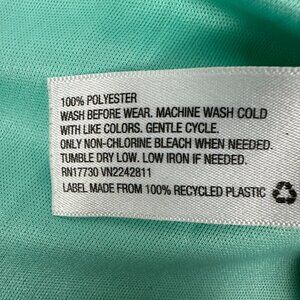 100% POLYESTER
WASH BEFORE WEAR. MACHINE WASH COLD
WITH LIKE COLORS. GENTLE CYCLE.
ONLY NON-CHLORINE BLEACH WHEN NEEDED.
TUMBLE DRY LOW. LOW IRON IF NEEDED.
RN17730 VN2242811
LABEL MADE FROM 100% RECYCLED PLASTIC